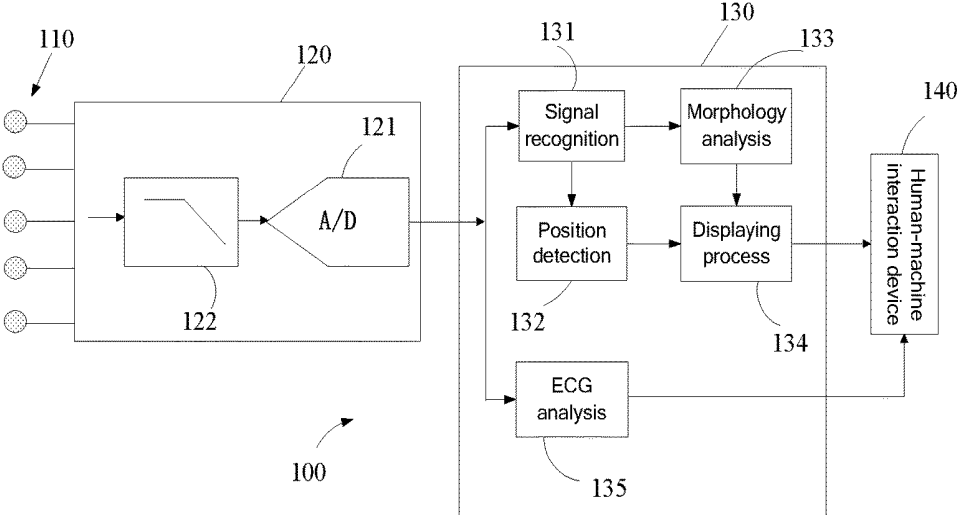 110
120
121
A/D
122
100
130
131
133
Signal
recognition
Morphology
analysis
Position
detection
Displaying
process
132
134
ECG
analysis
135
140
Human-machine
interaction device